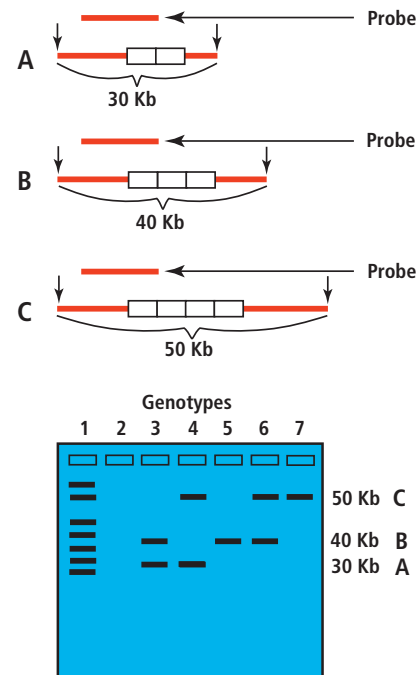 Probe
A
30 Kb
Probe
B
40 Kb
Probe
C
50 Kb
Genotypes
1 2 3 4 5 6 7
50 Kb C
40 Kb B
30 Kb A